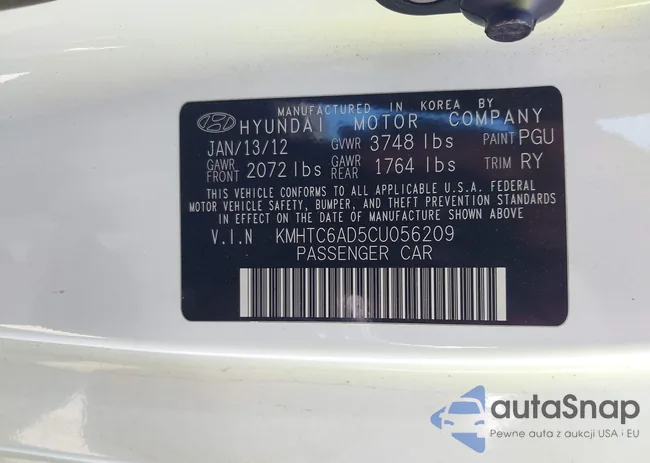 MANUFACTURED IN KOREA BY
HYUNDAI MOTOR COMPANY
JAN/13/12 GVWR 3748 lbs PAINT PGU
GAWR FRONT 2072 lbs GAWR REAR 1764 lbs TRIM RY
THIS VEHICLE CONFORMS TO ALL APPLICABLE U.S.A. FEDERAL
MOTOR VEHICLE SAFETY, BUMPER, AND THEFT PREVENTION STANDARDS
IN EFFECT ON THE DATE OF MANUFACTURE SHOWN ABOVE
V.I.N KMHTC6AD5CU056209
PASSENGER CAR
autaSnap
Pewne auta z aukcji USA i EU